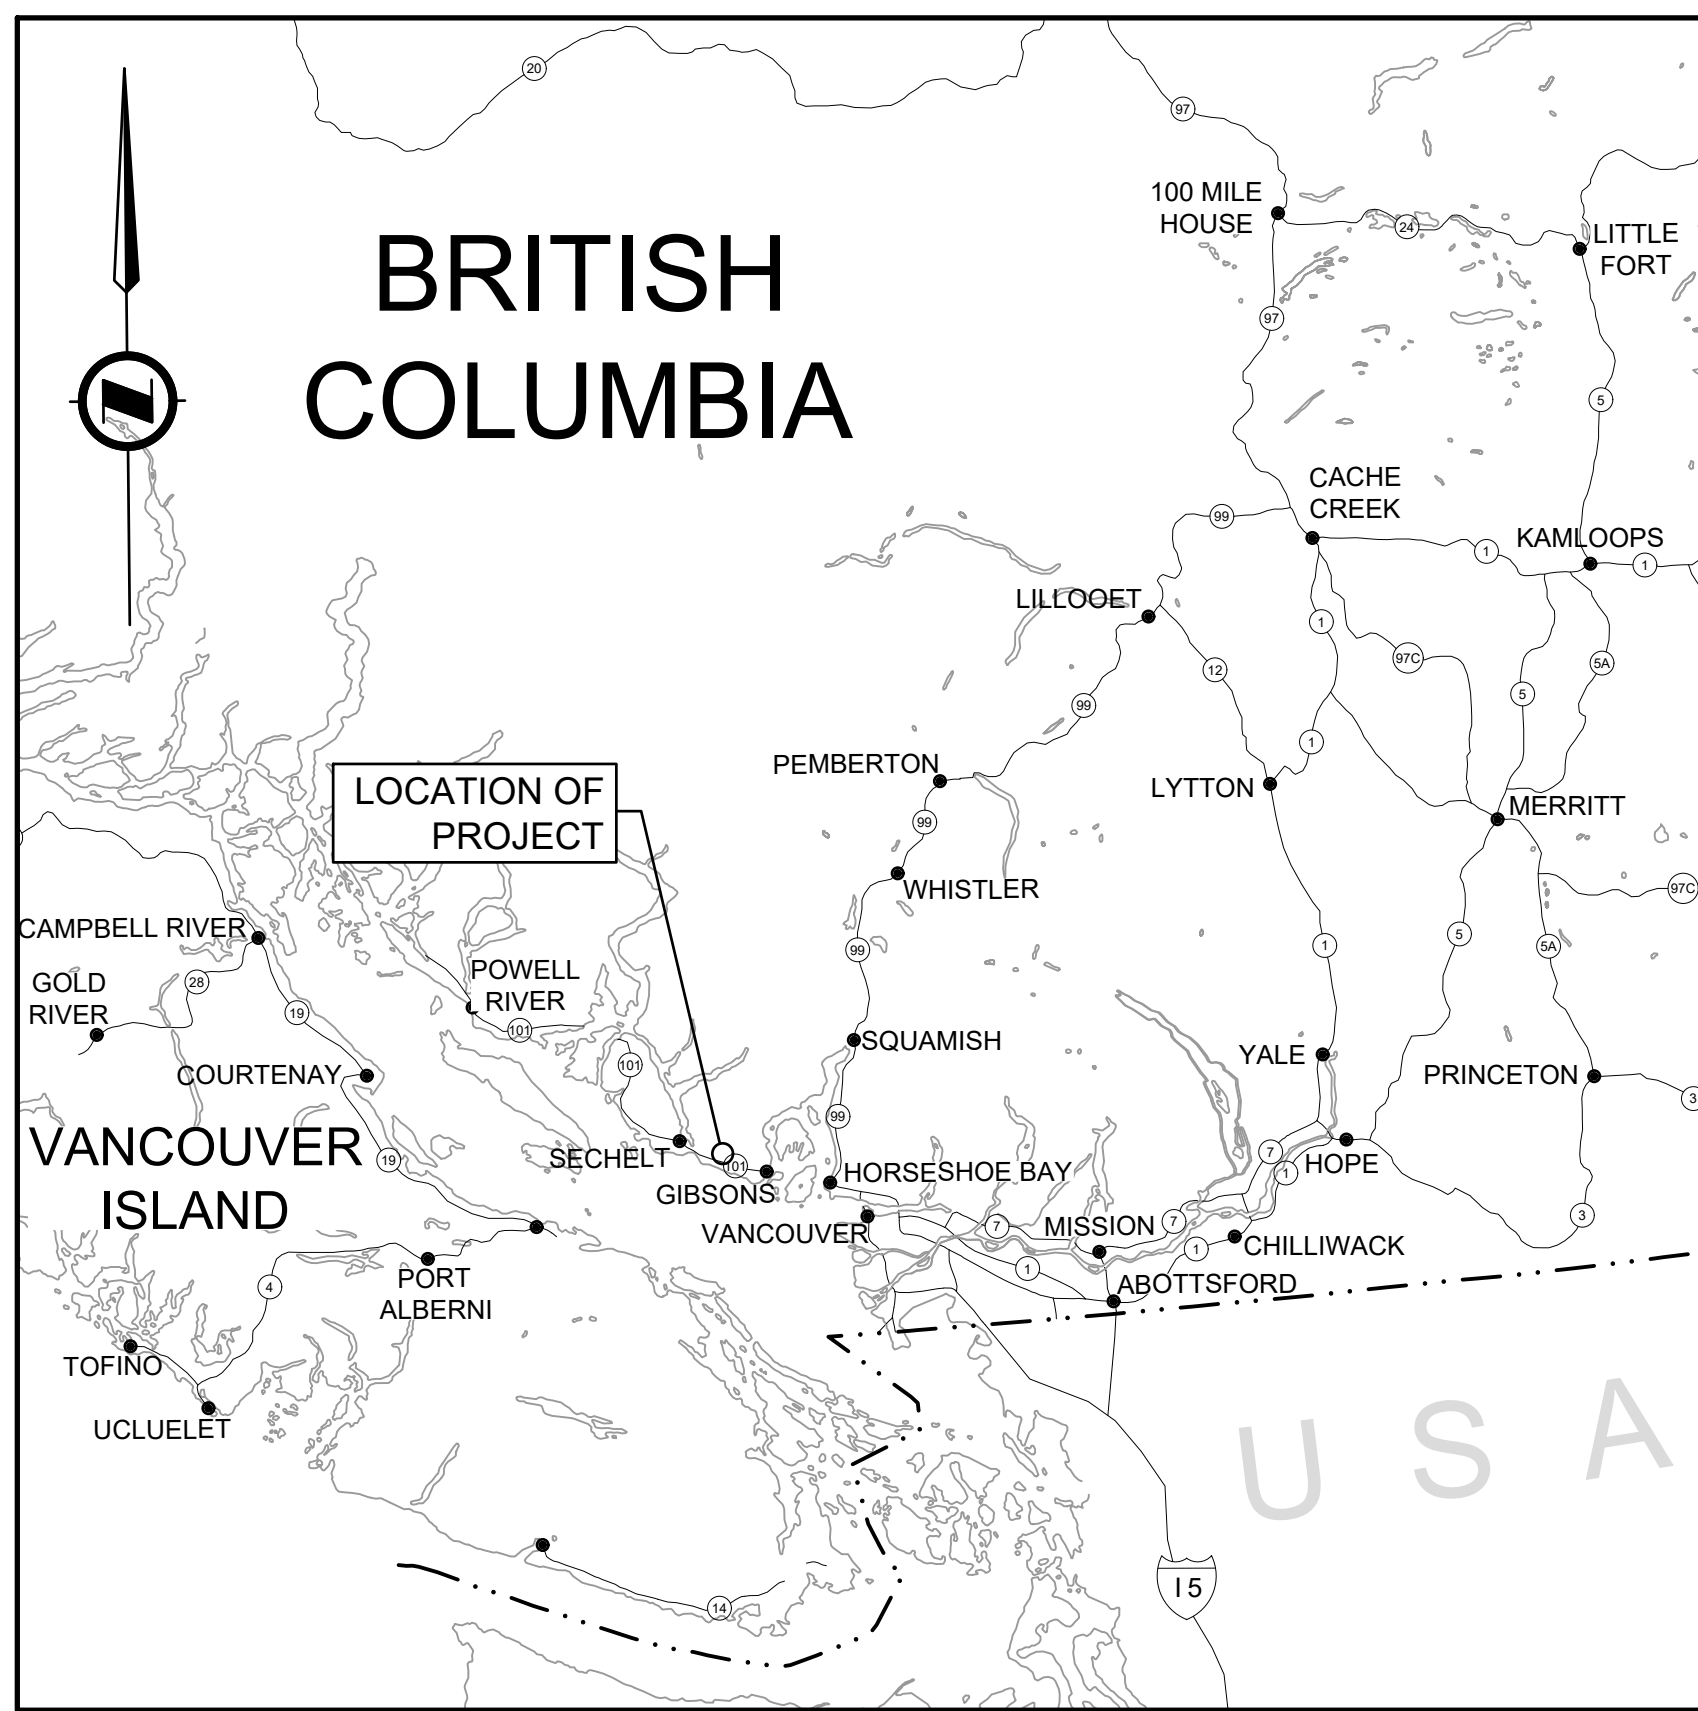 20
97
100 MILE
HOUSE
24
LITTLE
FORT
BRITISH
COLUMBIA
97
5
CACHE
CREEK
99
1
KAMLOOPS
1
LILLOOET
1
12
97C
5A
5
99
1
PEMBERTON
LYTTON
LOCATION OF
PROJECT
99
MERRITT
WHISTLER
97C
CAMPBELL RIVER
99
1
5
5A
GOLD
RIVER
28
POWELL
RIVER
19
101
SQUAMISH
YALE
COURTENAY
101
PRINCETON
3
99
VANCOUVER
ISLAND
19
SECHELT
101
7
HOPE
GIBSONS
HORSESHOE BAY
1
VANCOUVER
7
MISSION
7
3
1
CHILLIWACK
PORT
ALBERNI
4
1
ABOTTSFORD
TOFINO
UCLUELET
U S A
I 5
14